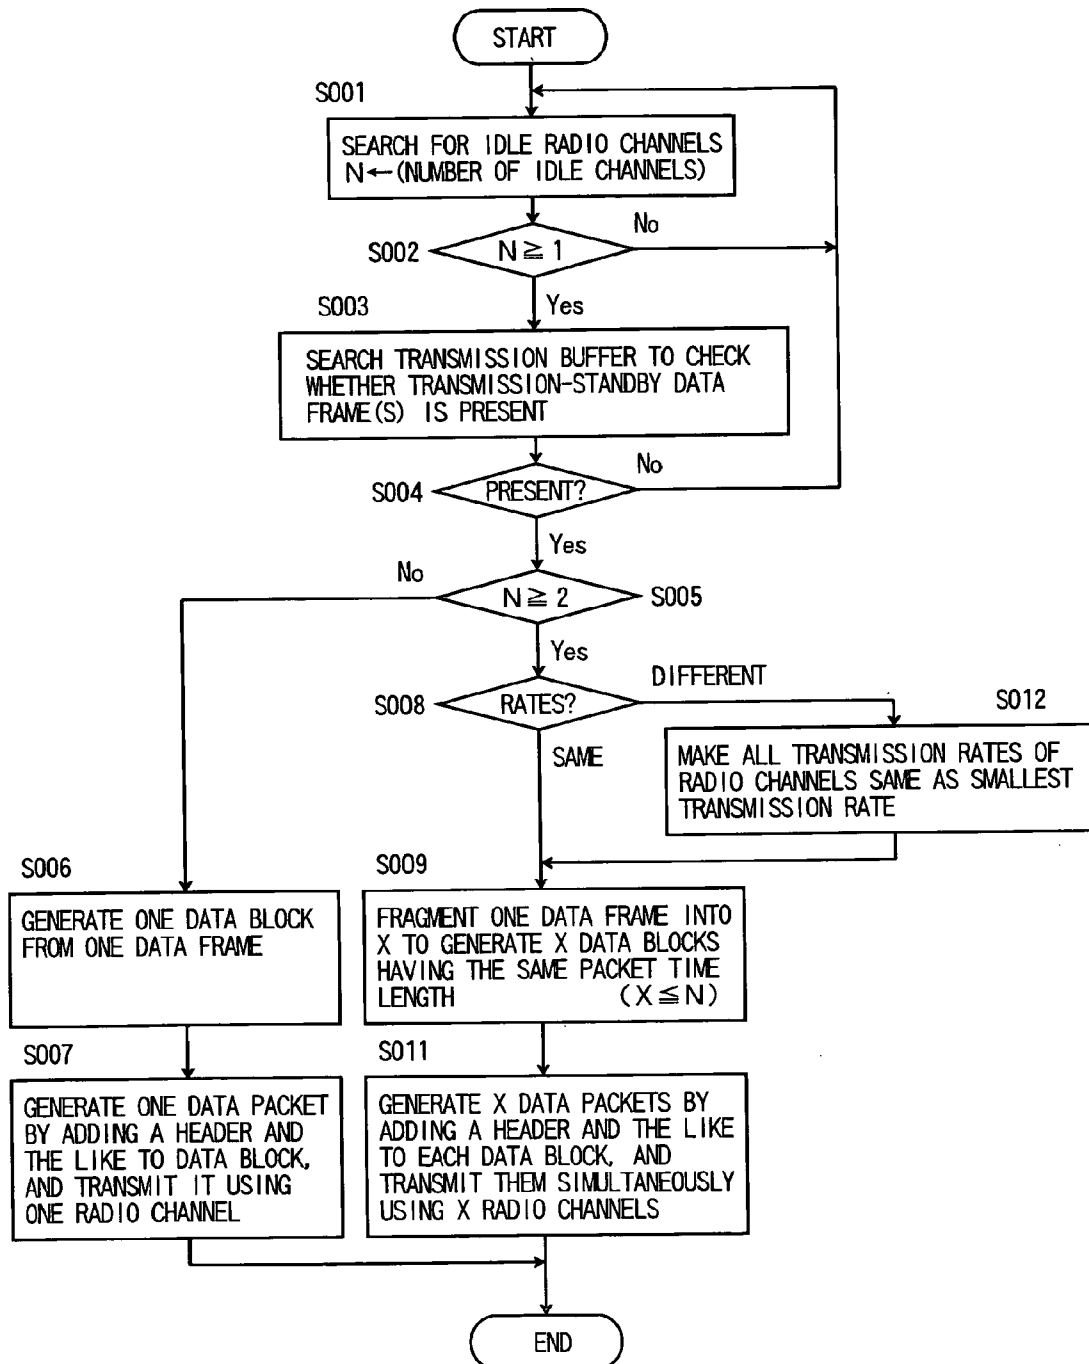 START
S001
SEARCH FOR IDLE RADIO CHANNELS
N←(NUMBER OF IDLE CHANNELS)
No
S002
N ≧ 1
Yes
S003
SEARCH TRANSMISSION BUFFER TO CHECK
WHETHER TRANSMISSION-STANDBY DATA
FRAME(S) IS PRESENT
No
S004
PRESENT?
Yes
No
N ≧ 2
S005
Yes
DIFFERENT
S008
RATES?
S012
SAME
MAKE ALL TRANSMISSION RATES OF
RADIO CHANNELS SAME AS SMALLEST
TRANSMISSION RATE
S006
GENERATE ONE DATA BLOCK
FROM ONE DATA FRAME
S009
FRAGMENT ONE DATA FRAME INTO
X TO GENERATE X DATA BLOCKS
HAVING THE SAME PACKET TIME
LENGTH (X ≦ N)
S007
GENERATE ONE DATA PACKET
BY ADDING A HEADER AND
THE LIKE TO DATA BLOCK,
AND TRANSMIT IT USING
ONE RADIO CHANNEL
S011
GENERATE X DATA PACKETS BY
ADDING A HEADER AND THE LIKE
TO EACH DATA BLOCK, AND
TRANSMIT THEM SIMULTANEOUSLY
USING X RADIO CHANNELS
END